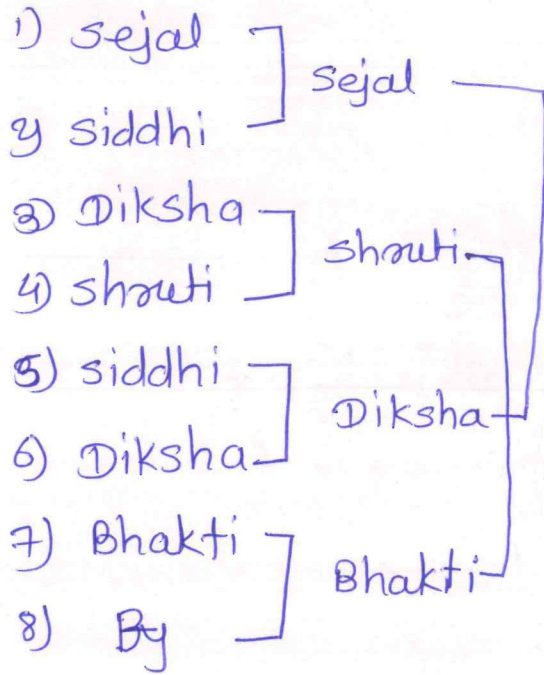 1) Sejal
Sejal
2) Siddhi
3) Diksha
Shruti
4) Shruti
5) Siddhi
Diksha
6) Diksha
7) Bhakti
Bhakti
8) By